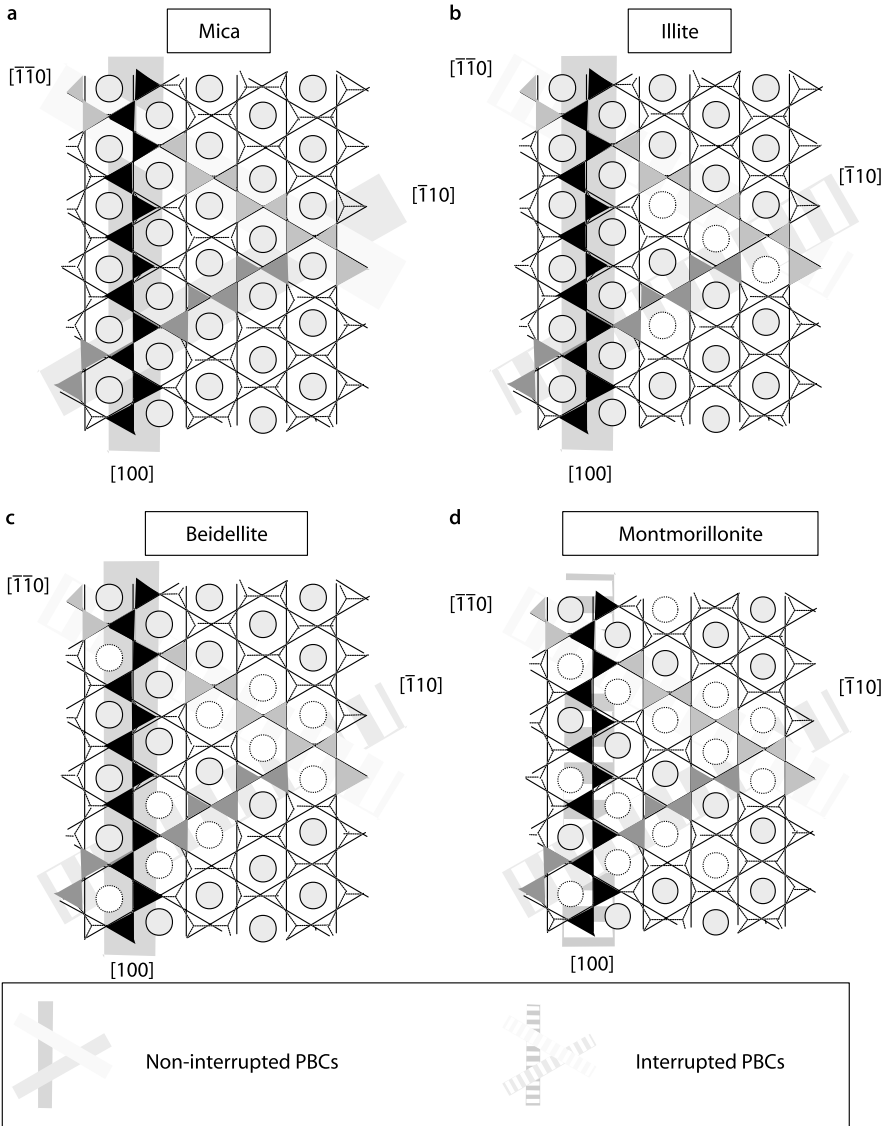 a
Mica
[1̅1̅0]
[1̅10]
[100]
b
Illite
[1̅1̅0]
[1̅10]
[100]
c
Beidellite
[1̅1̅0]
[1̅10]
[100]
d
Montmorillonite
[1̅1̅0]
[1̅10]
[100]
Non-interrupted PBCs
Interrupted PBCs